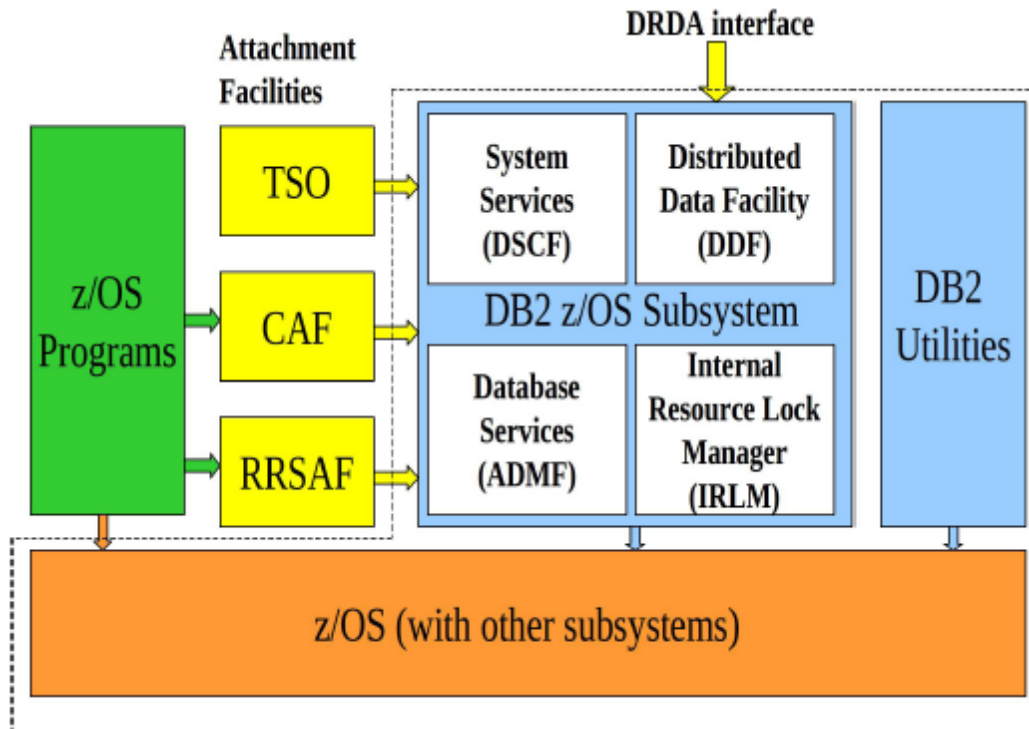 DRDA interface
Attachment
Facilities
z/OS
Programs
TSO
CAF
RRSAF
System
Services
(DSCF)
Distributed
Data Facility
(DDF)
DB2 z/OS Subsystem
Database
Services
(ADMF)
Internal
Resource Lock
Manager
(IRLM)
DB2
Utilities
z/OS (with other subsystems)